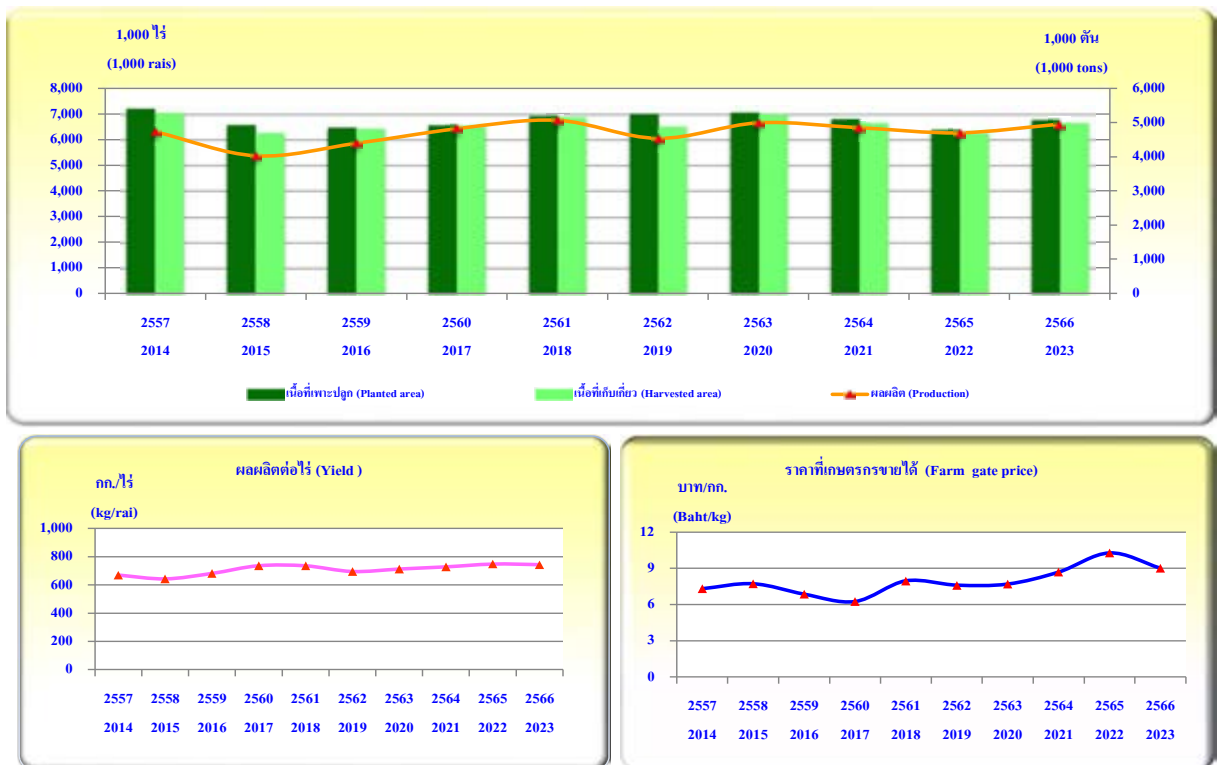 1,000 ไร่
(1,000 rais)
1,000 ตัน
(1,000 tons)
8,000
7,000
6,000
5,000
4,000
3,000
2,000
1,000
0
6,000
5,000
4,000
3,000
2,000
1,000
0
2557 2558 2559 2560 2561 2562 2563 2564 2565 2566
2014 2015 2016 2017 2018 2019 2020 2021 2022 2023
เนื้อที่เพาะปลูก (Planted area) เนื้อที่เก็บเกี่ยว (Harvested area) ผลผลิต (Production)
ผลผลิตต่อไร่ (Yield )
กก./ไร่
(kg/rai)
1,000
800
600
400
200
0
2557 2558 2559 2560 2561 2562 2563 2564 2565 2566
2014 2015 2016 2017 2018 2019 2020 2021 2022 2023
ราคาที่เกษตรกรขายได้ (Farm gate price)
บาท/กก.
(Baht/kg)
12
9
6
3
0
2557 2558 2559 2560 2561 2562 2563 2564 2565 2566
2014 2015 2016 2017 2018 2019 2020 2021 2022 2023